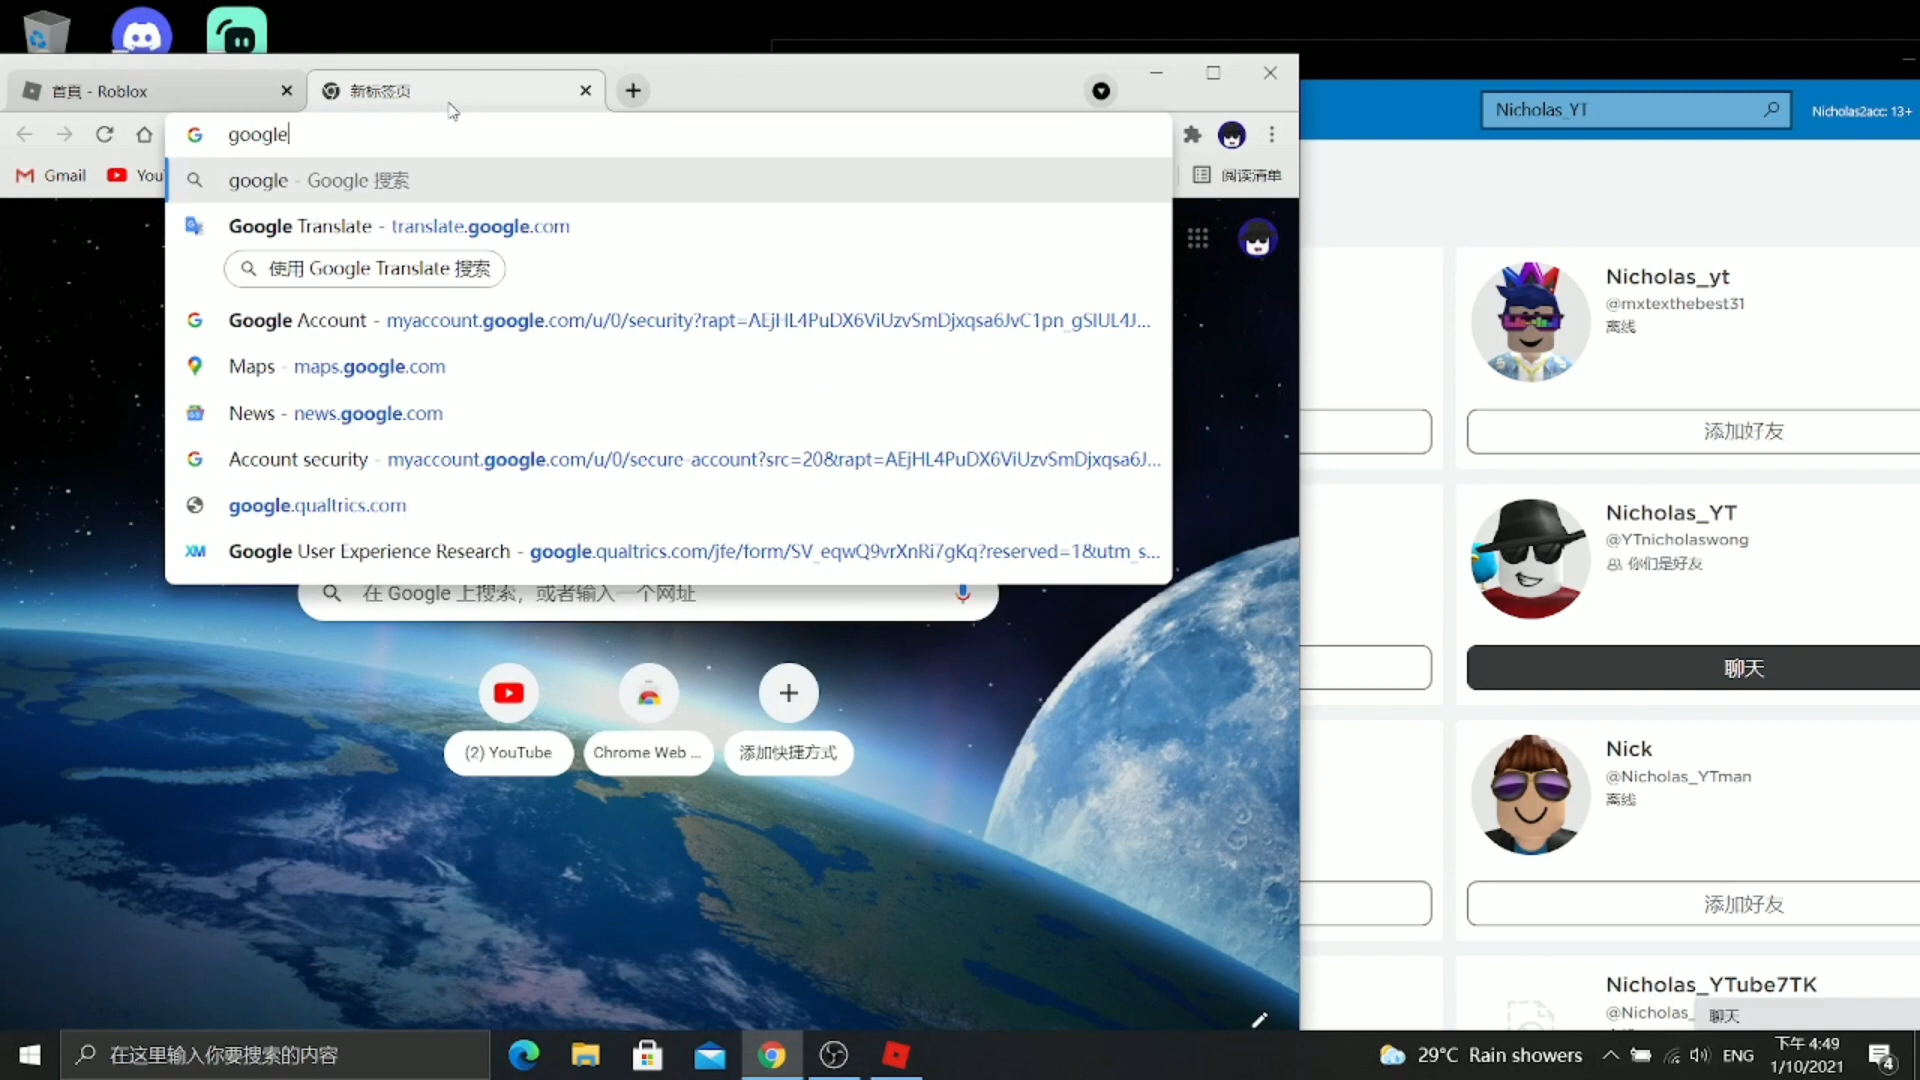 首頁 - Roblox
新标签页
google
Gmail
You
阅读清单
google - Google 搜索
Google Translate - translate.google.com
使用 Google Translate 搜索
Google Account - myaccount.google.com/u/0/security?rapt=AEjHL4PuDX6ViUzvSmDjxqsa6JvC1pn_gSIUL4J...
Maps - maps.google.com
News - news.google.com
Account security - myaccount.google.com/u/0/secure-account?src=20&rapt=AEjHL4PuDX6ViUzvSmDjxqsa6J...
google.qualtrics.com
XM Google User Experience Research - google.qualtrics.com/jfe/form/SV_eqwQ9vrXnRi7gKq?reserved=1&utm_s...
在 Google 上搜索，或者输入一个网址
(2) YouTube
Chrome Web ...
添加快捷方式
Nicholas_YT
Nicholas2acc: 13+
Nicholas_yt
@mxtexthebest31
离线
添加好友
Nicholas_YT
@YTnicholaswong
你们是好友
聊天
Nick
@Nicholas_YTman
离线
添加好友
Nicholas_YTube7TK
@Nicholas_
聊天
在这里输入你要搜索的内容
29°C Rain showers
ENG
下午 4:49
1/10/2021
4